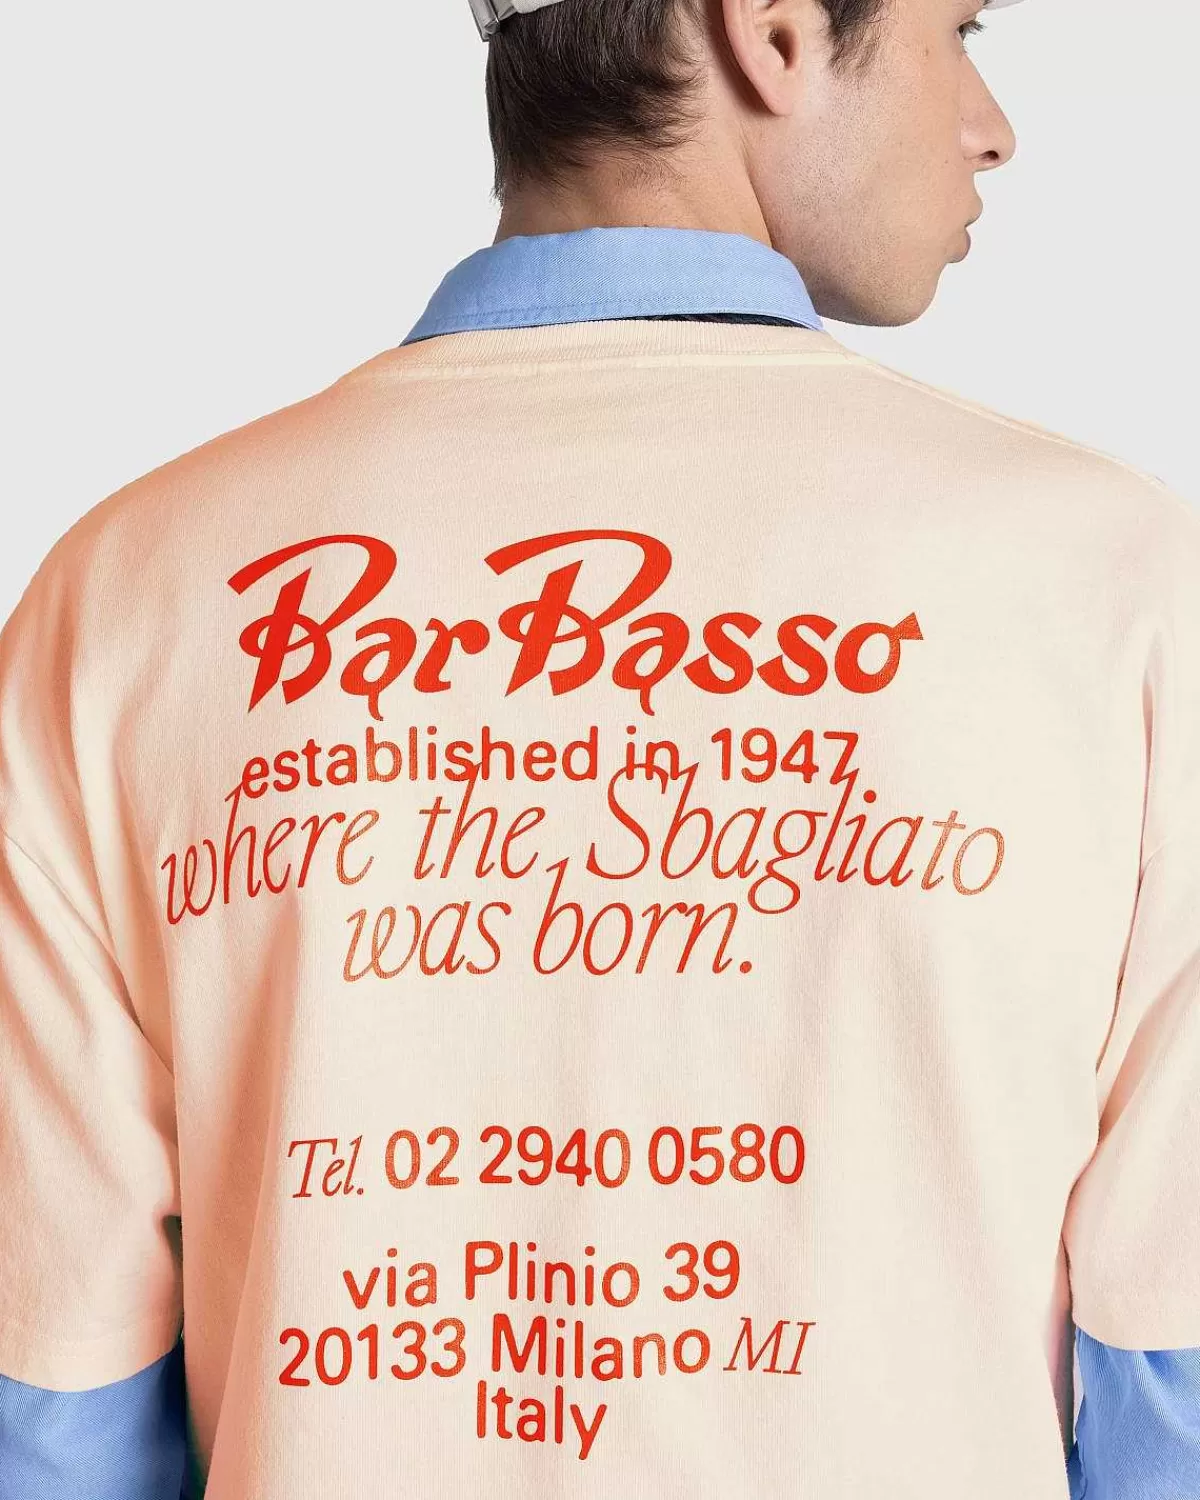 Bar Basso
established in 1947,
where the Sbagliato
was born.
Tel. 02 2940 0580
via Plinio 39
20133 Milano MI
Italy